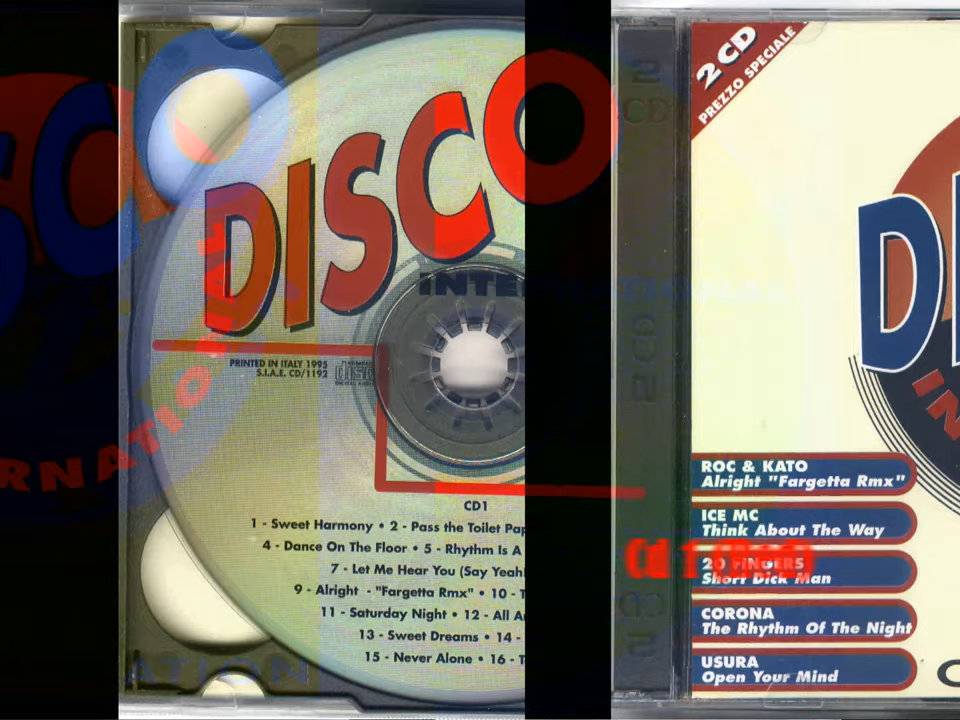 2 CD
PREZZO SPECIALE
DISCO
INTE
PRINTED IN ITALY 1995
S.I.A.E. CD/1192
CD1
1 - Sweet Harmony • 2 - Pass the Toilet Pap
4 - Dance On The Floor • 5 - Rhythm Is A
7 - Let Me Hear You (Say Yeah!
9 - Alright - "Fargetta Rmx" • 10 - T
11 - Saturday Night • 12 - All A
13 - Sweet Dreams • 14 -
15 - Never Alone • 16 - T
ROC & KATO
Alright "Fargetta Rmx"
ICE MC
Think About The Way
20 FINGERS
Short Dick Man
CORONA
The Rhythm Of The Night
USURA
Open Your Mind